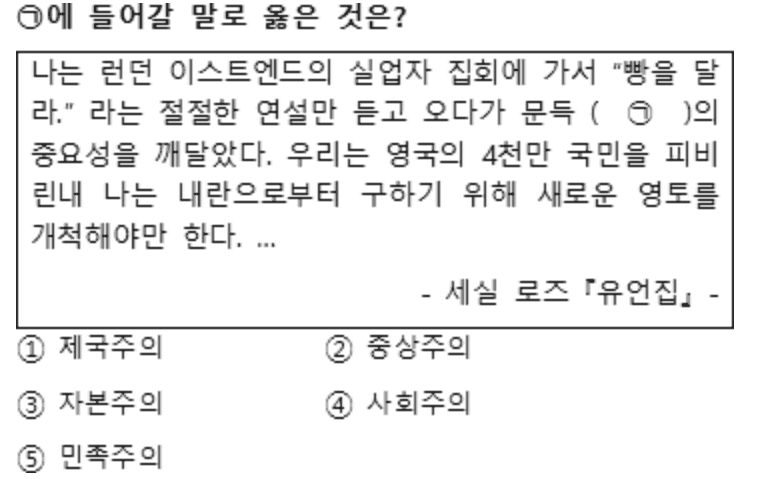 ㉠에 들어갈 말로 옳은 것은?
나는 런던 이스트엔드의 실업자 집회에 가서 "빵을 달
라." 라는 절절한 연설만 듣고 오다가 문득 ( ㉠ )의
중요성을 깨달았다. 우리는 영국의 4천만 국민을 피비
린내 나는 내란으로부터 구하기 위해 새로운 영토를
개척해야만 한다. ...
- 세실 로즈『유언집』-
① 제국주의 ② 중상주의
③ 자본주의 ④ 사회주의
⑤ 민족주의